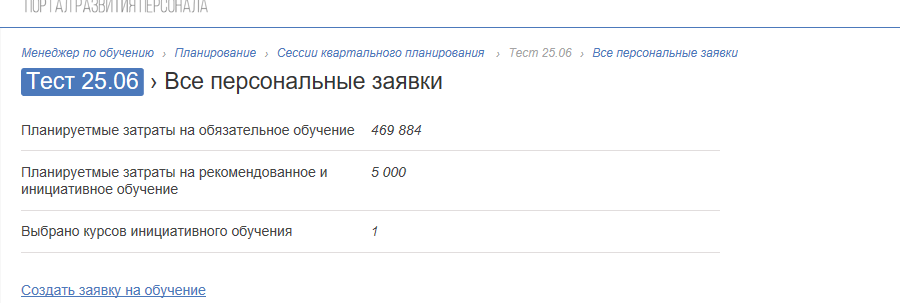 ПОРТАЛ РАЗВИТИЯ ПЕРСОНАЛА
Менеджер по обучению › Планирование › Сессии квартального планирования › Тест 25.06 › Все персональные заявки
Тест 25.06 › Все персональные заявки
Планируетмые затраты на обязательное обучение 469 884
Планируетмые затраты на рекомендованное и 5 000
инициативное обучение
Выбрано курсов инициативного обучения 1
Создать заявку на обучение